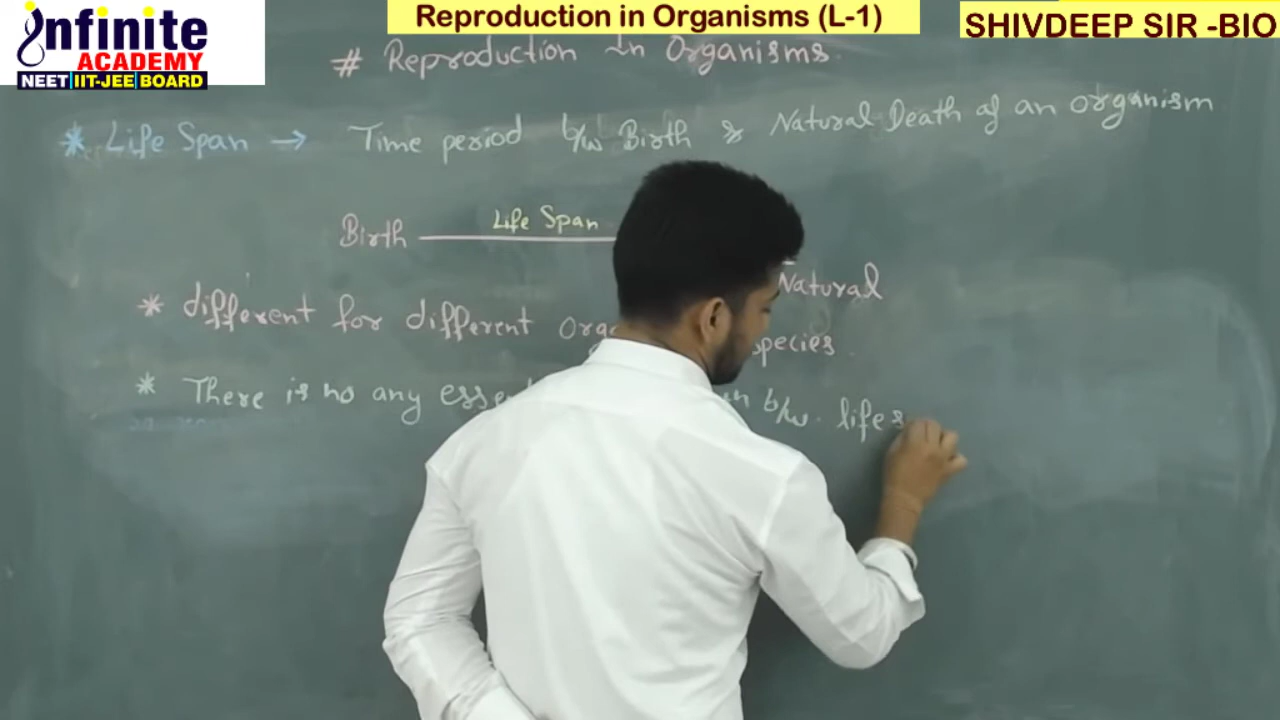 infinite
ACADEMY
NEET IIT-JEE BOARD
Reproduction in Organisms (L-1)
SHIVDEEP SIR -BIO
# Reproduction in Organisms.
* Life Span → Time period b/w Birth & Natural Death of an organism
Birth Life Span
Natural
* different for different species.
* There is no any b/w. life